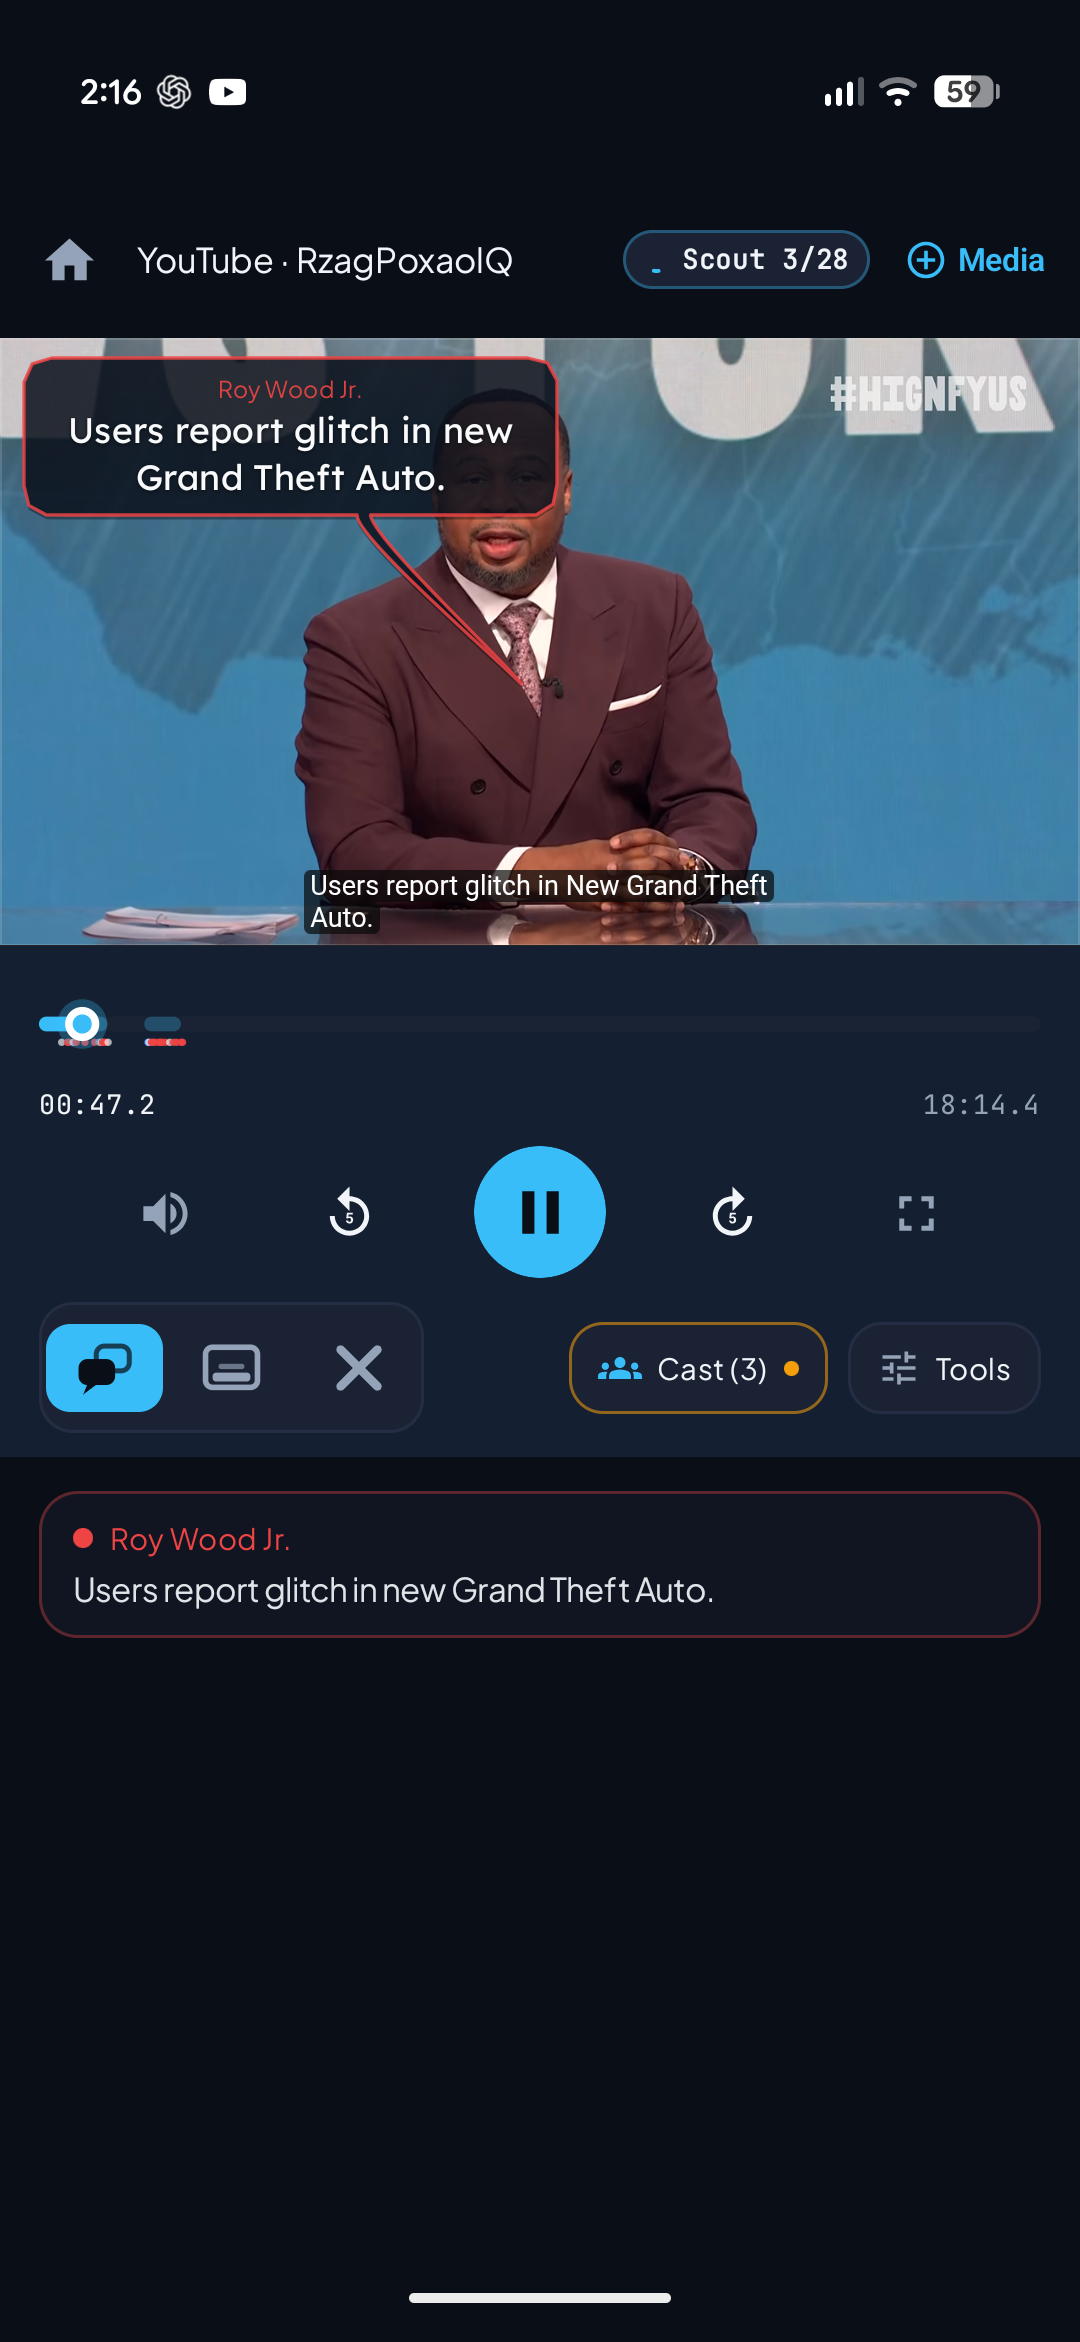 2:16
59
YouTube · RzagPoxaoIQ
Scout 3/28
Media
#HIGNFYUS
Roy Wood Jr.
Users report glitch in new
Grand Theft Auto.
Users report glitch in New Grand Theft
Auto.
00:47.2
18:14.4
5
5
Cast (3)
Tools
Roy Wood Jr.
Users report glitch in new Grand Theft Auto.